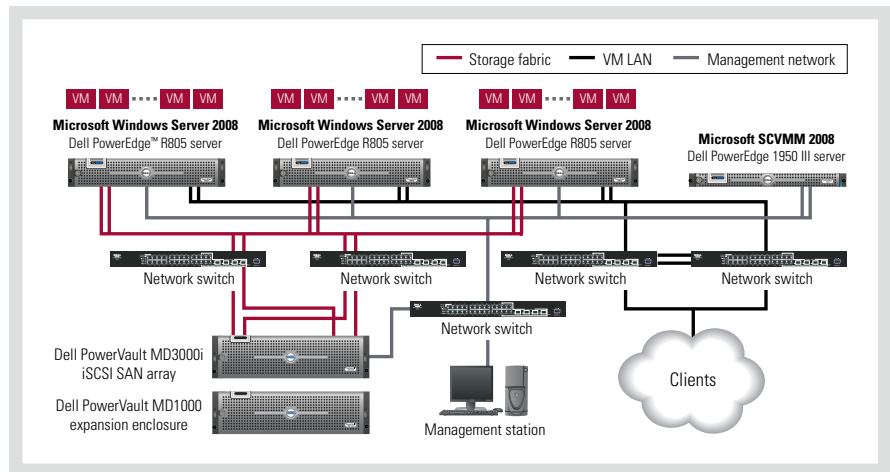 Storage fabric
VM LAN
Management network
VM VM VM VM
VM VM VM VM
VM VM VM VM
Microsoft Windows Server 2008
Dell PowerEdge™ R805 server
Microsoft Windows Server 2008
Dell PowerEdge R805 server
Microsoft Windows Server 2008
Dell PowerEdge R805 server
Microsoft SCVMM 2008
Dell PowerEdge 1950 III server
Network switch
Network switch
Network switch
Network switch
Network switch
Dell PowerVault MD3000i
iSCSI SAN array
Dell PowerVault MD1000
expansion enclosure
Management station
Clients